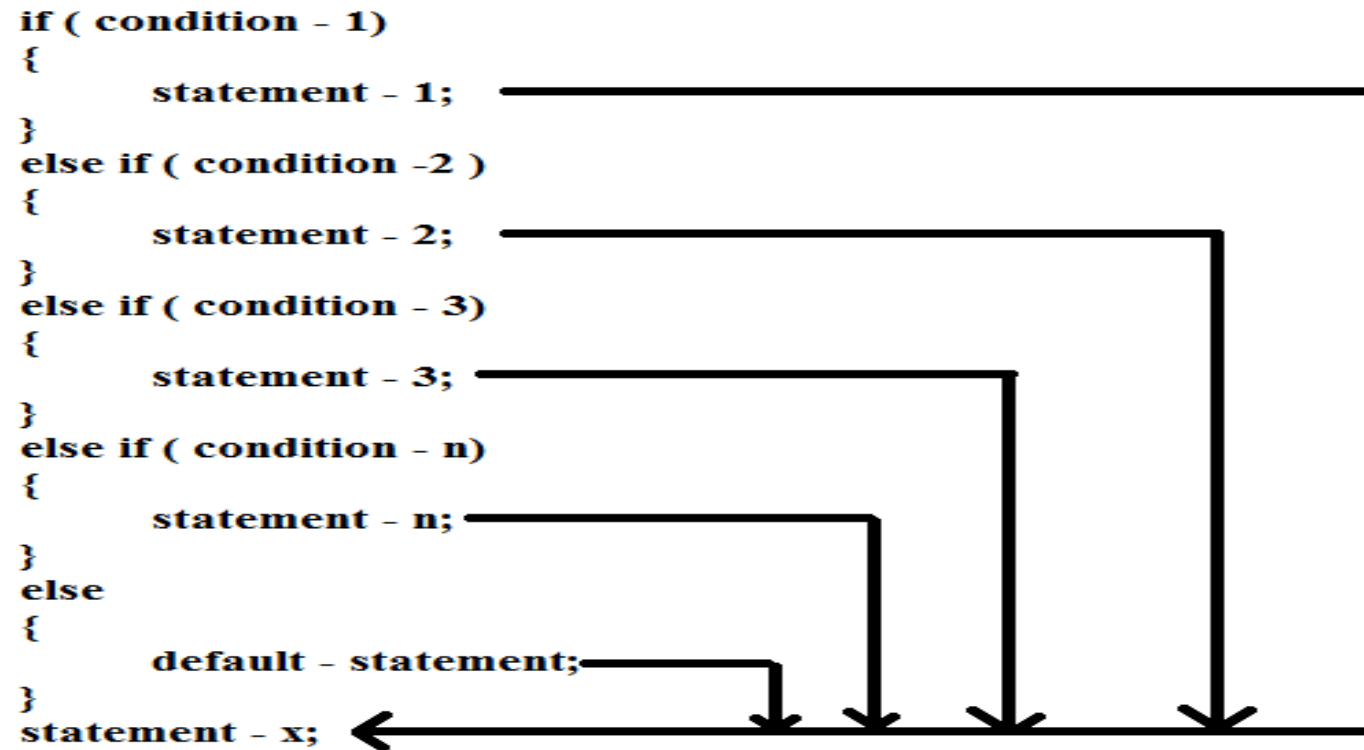 if ( condition - 1)
{
statement - 1;
}
else if ( condition -2 )
{
statement - 2;
}
else if ( condition - 3)
{
statement - 3;
}
else if ( condition - n)
{
statement - n;
}
else
{
default - statement;
}
statement - x;